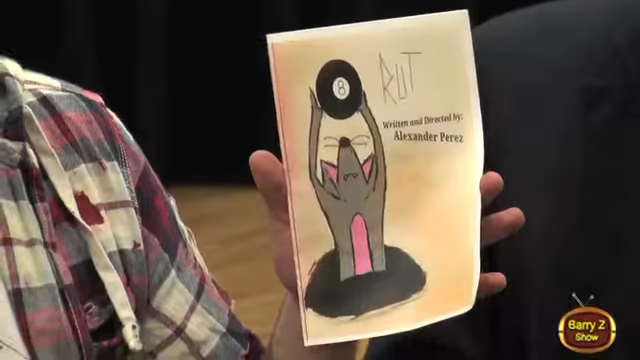 8
RUT
Written and Directed by:
Alexander Perez
Barry Z
Show